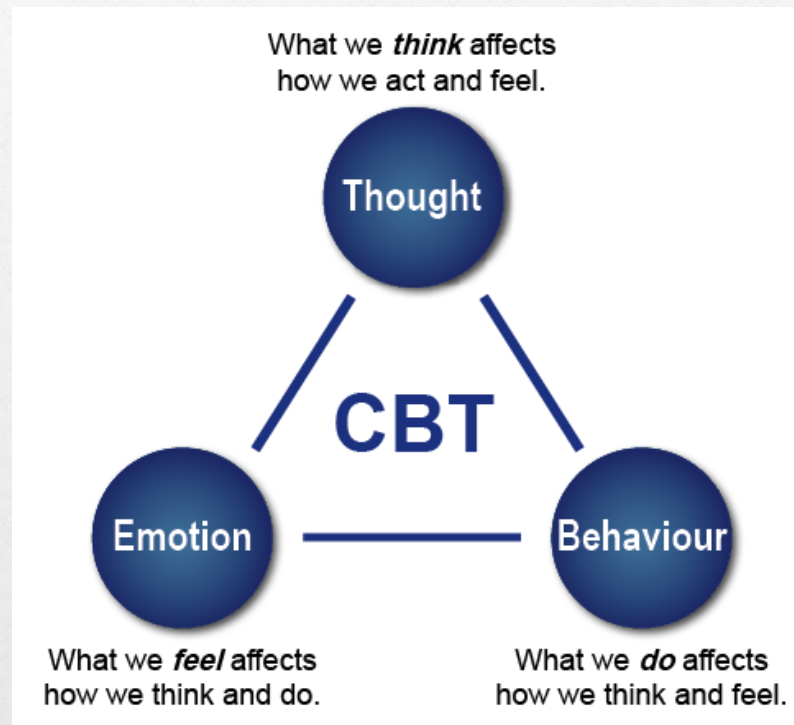 What we think affects
how we act and feel.
Thought
CBT
Emotion
Behaviour
What we feel affects
how we think and do.
What we do affects
how we think and feel.